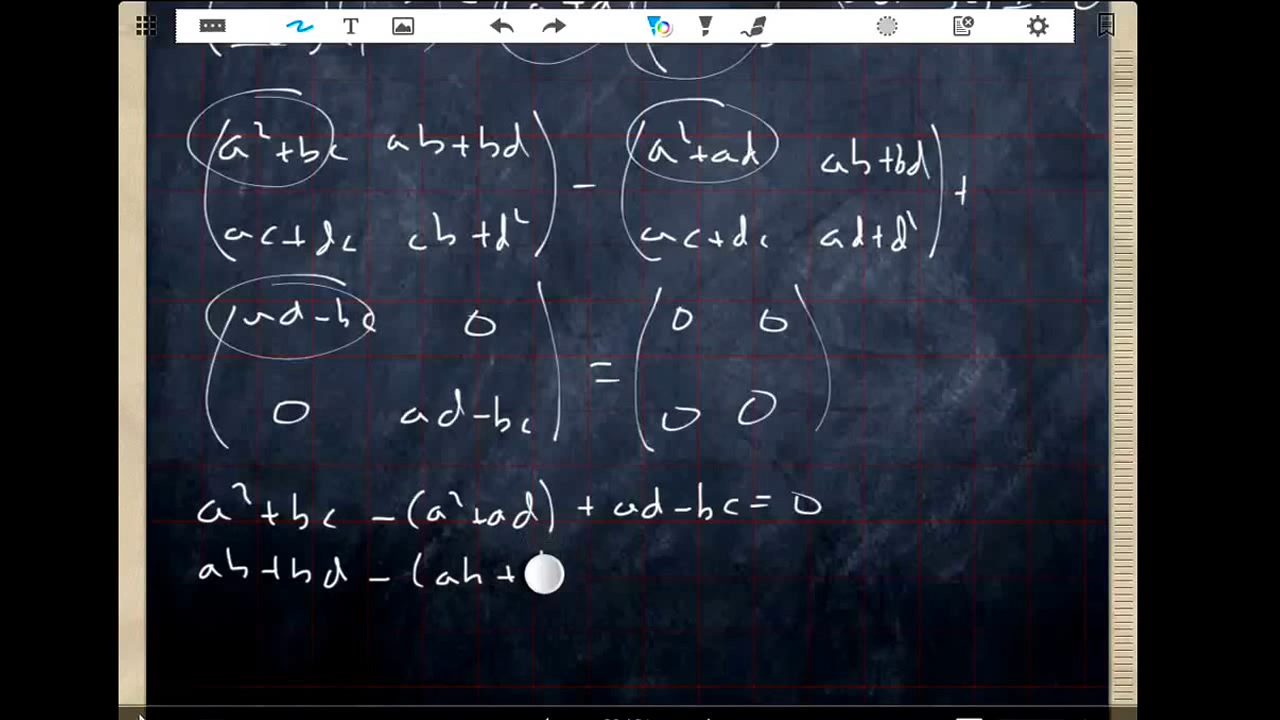 a²+bc ab+bd − a²+ad ab+bd +
ac+dc cb+d² ac+dc ad+d²
ad−bc 0 = 0 0
0 ad−bc 0 0
a²+bc −(a²+ad) + ad−bc = 0
ab+bd −(ab+